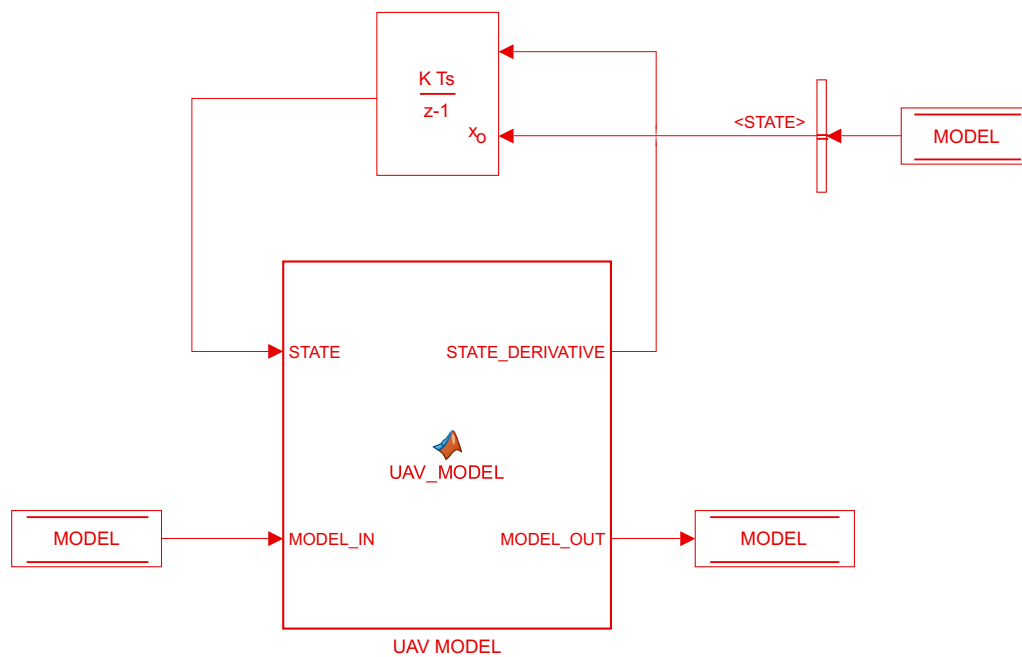 K Ts
z-1
xo
<STATE>
MODEL
STATE
STATE_DERIVATIVE
UAV_MODEL
MODEL
MODEL_IN
MODEL_OUT
MODEL
UAV MODEL